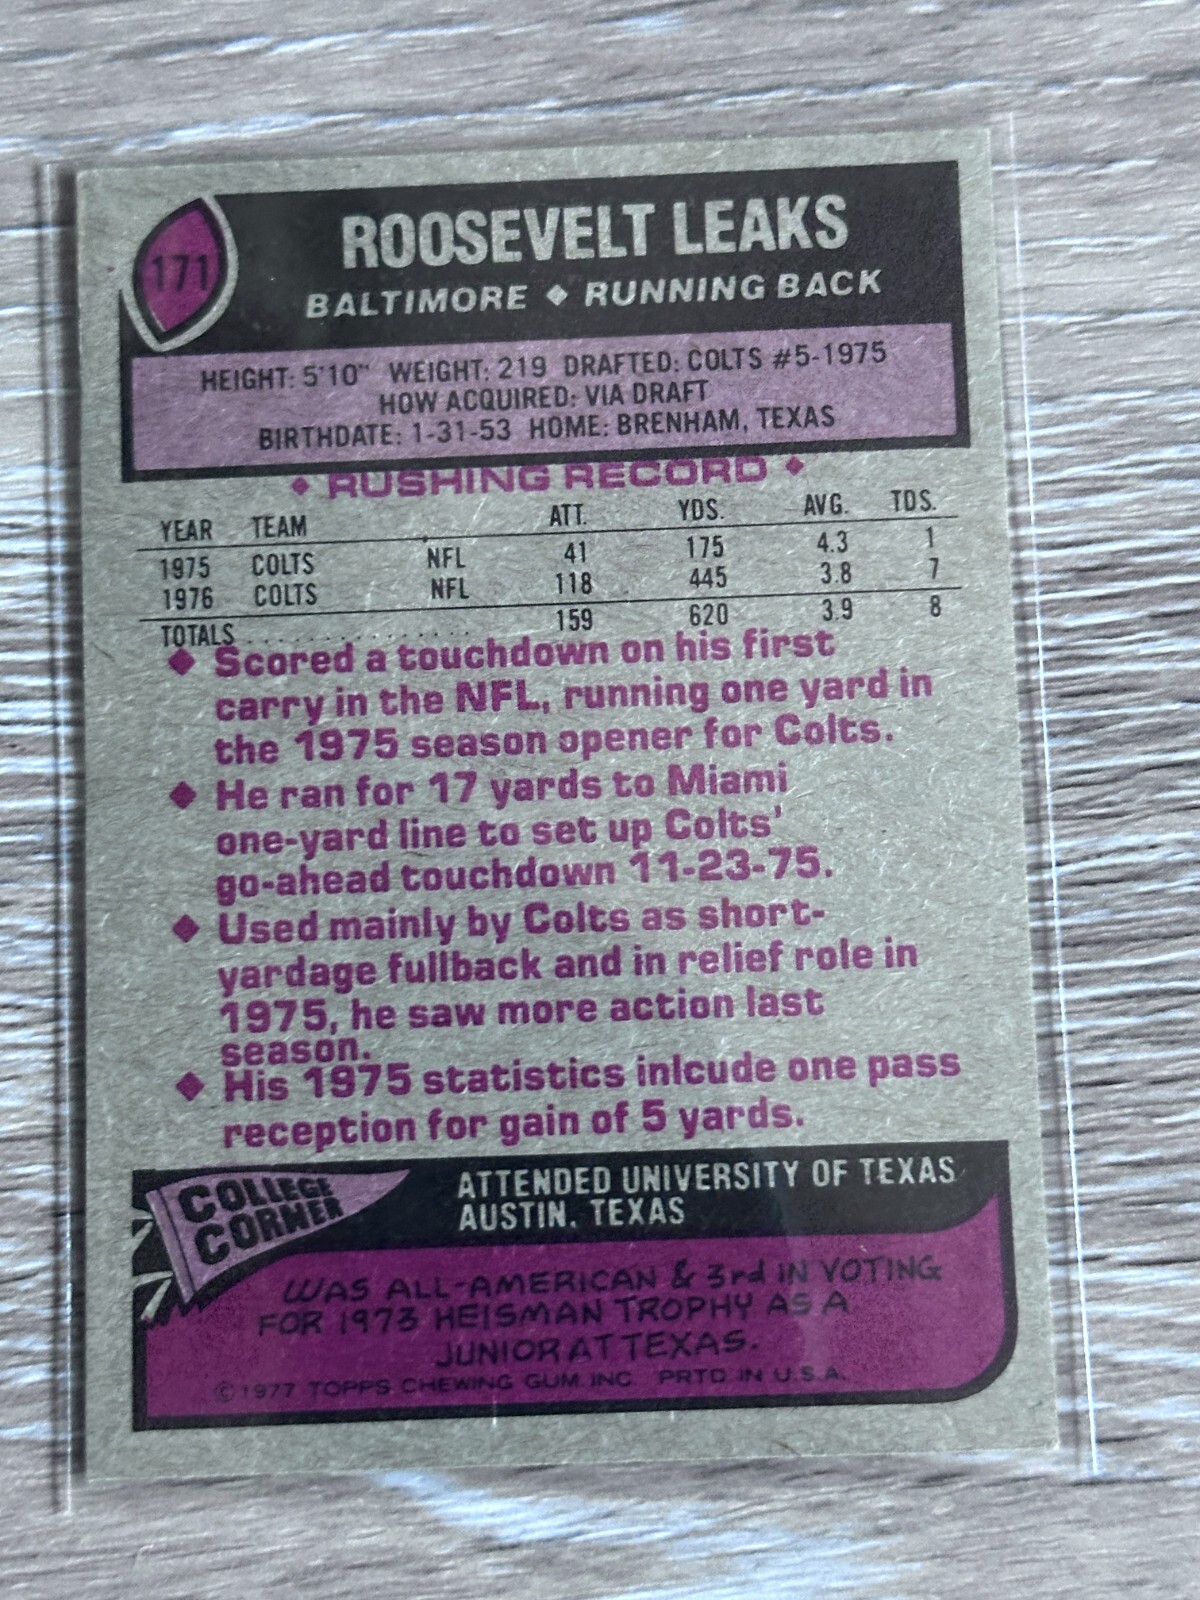 171
ROOSEVELT LEAKS
BALTIMORE ◆ RUNNING BACK
HEIGHT: 5'10" WEIGHT: 219 DRAFTED: COLTS #5-1975
HOW ACQUIRED: VIA DRAFT
BIRTHDATE: 1-31-53 HOME: BRENHAM, TEXAS
◆ RUSHING RECORD ◆
YEAR TEAM ATT. YDS. AVG. TDS.
1975 COLTS NFL 41 175 4.3 1
1976 COLTS NFL 118 445 3.8 7
TOTALS . . . . . . . . . . . . . . . 159 620 3.9 8
◆ Scored a touchdown on his first
carry in the NFL, running one yard in
the 1975 season opener for Colts.
◆ He ran for 17 yards to Miami
one-yard line to set up Colts'
go-ahead touchdown 11-23-75.
◆ Used mainly by Colts as short-
yardage fullback and in relief role in
1975, he saw more action last
season.
◆ His 1975 statistics inlcude one pass
reception for gain of 5 yards.
COLLEGE
CORNER
ATTENDED UNIVERSITY OF TEXAS
AUSTIN, TEXAS
WAS ALL-AMERICAN & 3rd IN VOTING
FOR 1973 HEISMAN TROPHY AS A
JUNIOR AT TEXAS.
© 1977 TOPPS CHEWING GUM, INC. PRTD. IN U.S.A.